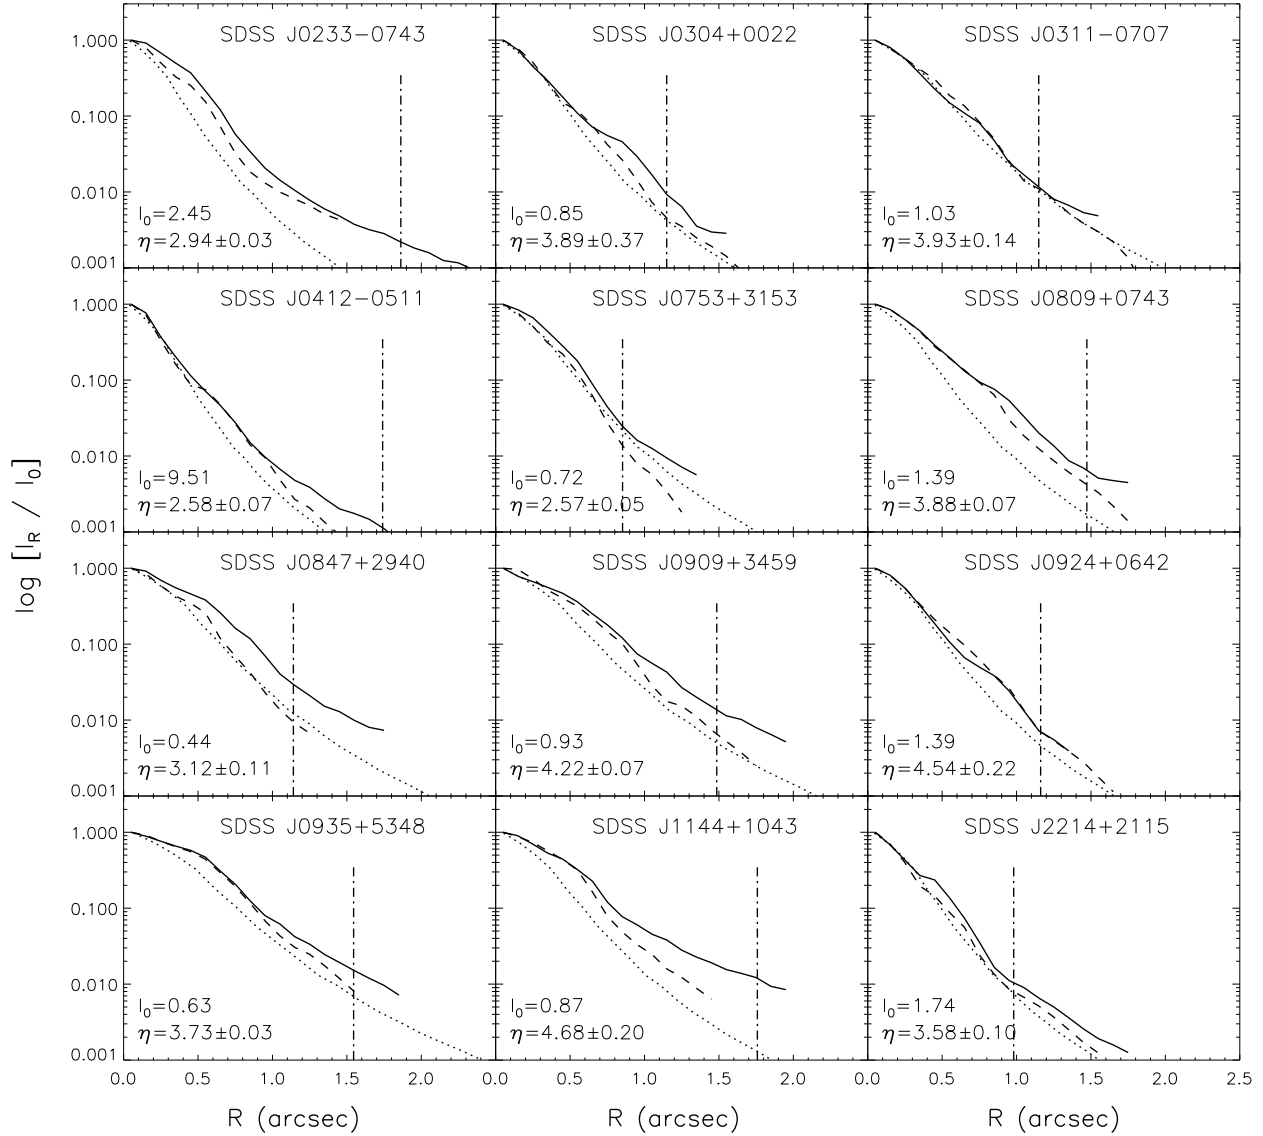 SDSS J0233−0743
SDSS J0304+0022
SDSS J0311−0707
1.000
0.100
0.010
0.001
I0=2.45
η=2.94±0.03
I0=0.85
η=3.89±0.37
I0=1.03
η=3.93±0.14
SDSS J0412−0511
SDSS J0753+3153
SDSS J0809+0743
1.000
0.100
0.010
0.001
I0=9.51
η=2.58±0.07
I0=0.72
η=2.57±0.05
I0=1.39
η=3.88±0.07
log [IR / I0]
SDSS J0847+2940
SDSS J0909+3459
SDSS J0924+0642
1.000
0.100
0.010
0.001
I0=0.44
η=3.12±0.11
I0=0.93
η=4.22±0.07
I0=1.39
η=4.54±0.22
SDSS J0935+5348
SDSS J1144+1043
SDSS J2214+2115
1.000
0.100
0.010
0.001
I0=0.63
η=3.73±0.03
I0=0.87
η=4.68±0.20
I0=1.74
η=3.58±0.10
0.0 0.5 1.0 1.5 2.0 0.0 0.5 1.0 1.5 2.0 0.0 0.5 1.0 1.5 2.0 2.5
R (arcsec)
R (arcsec)
R (arcsec)